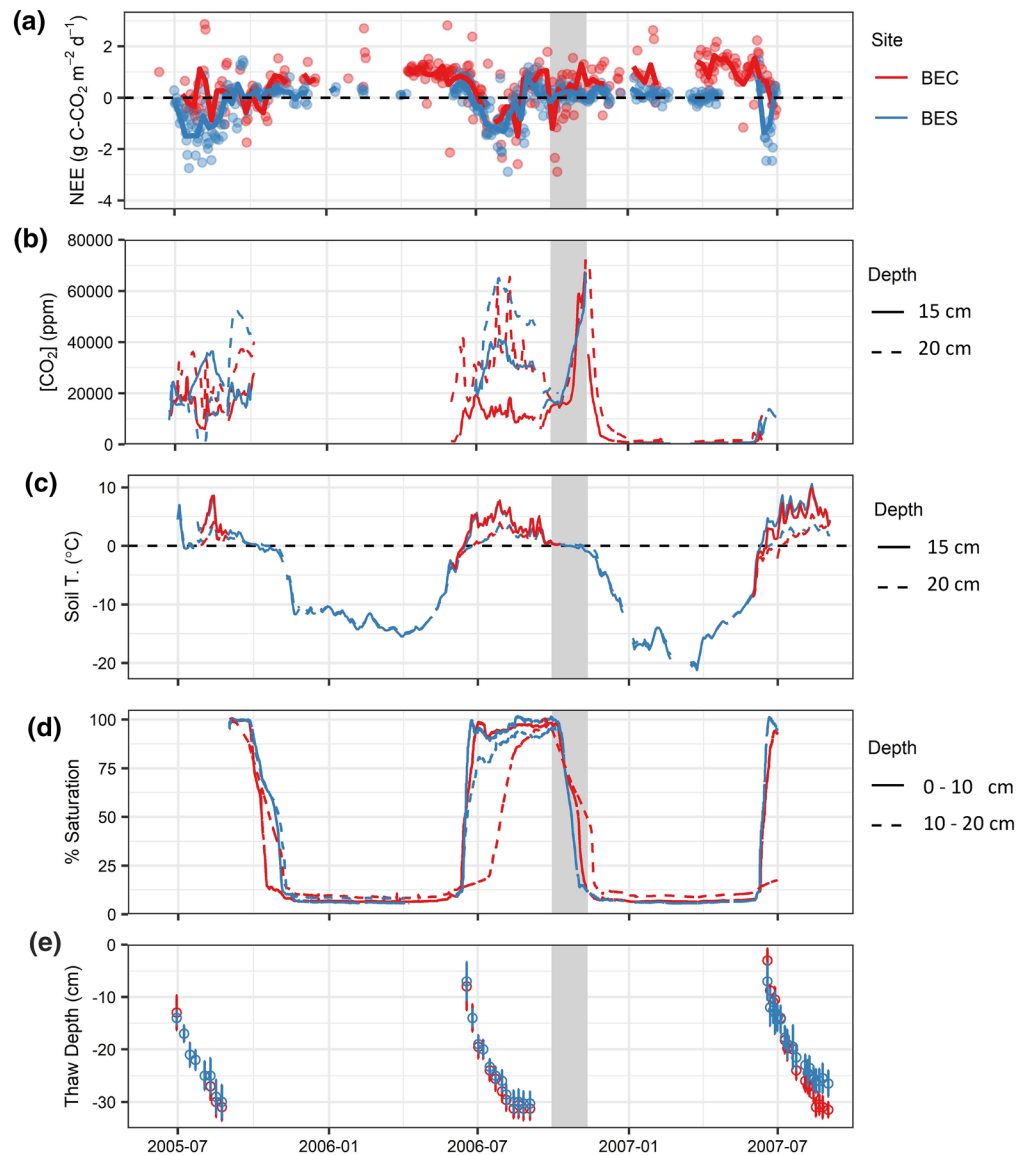 (a)
2
0
-2
-4
NEE (g C-CO₂ m⁻² d⁻¹)
Site
BEC
BES
(b)
80000
60000
40000
20000
0
[CO₂] (ppm)
Depth
15 cm
20 cm
(c)
10
0
-10
-20
Soil T. (°C)
15 cm
20 cm
(d)
100
75
50
25
0
% Saturation
Depth
0 - 10 cm
10 - 20 cm
(e)
0
-10
-20
-30
Thaw Depth (cm)
2005-07
2006-01
2006-07
2007-01
2007-07